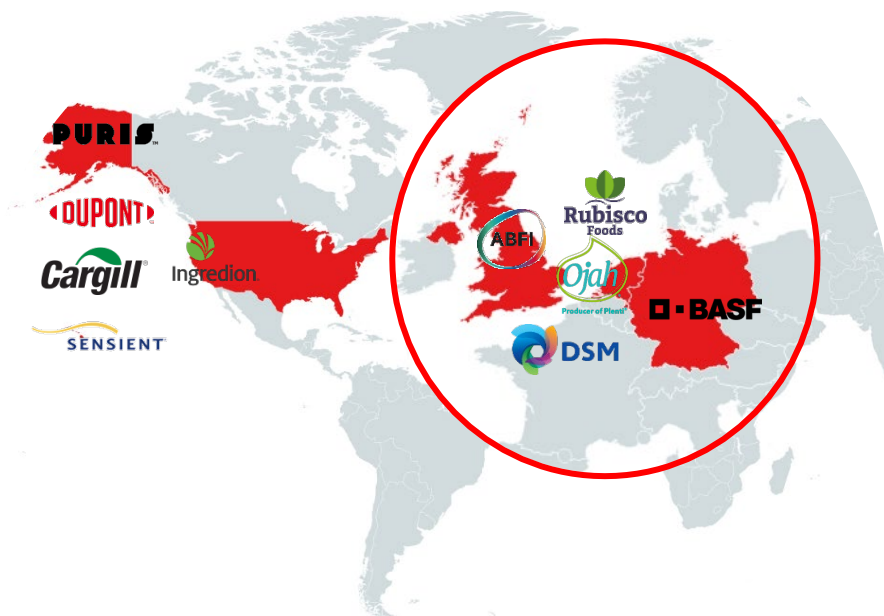 PURIS
DUPONT
Cargill®
Ingredion
SENSIENT
Rubisco
Foods
ABFI
Ojah
Producer of Plenti
BASF
DSM